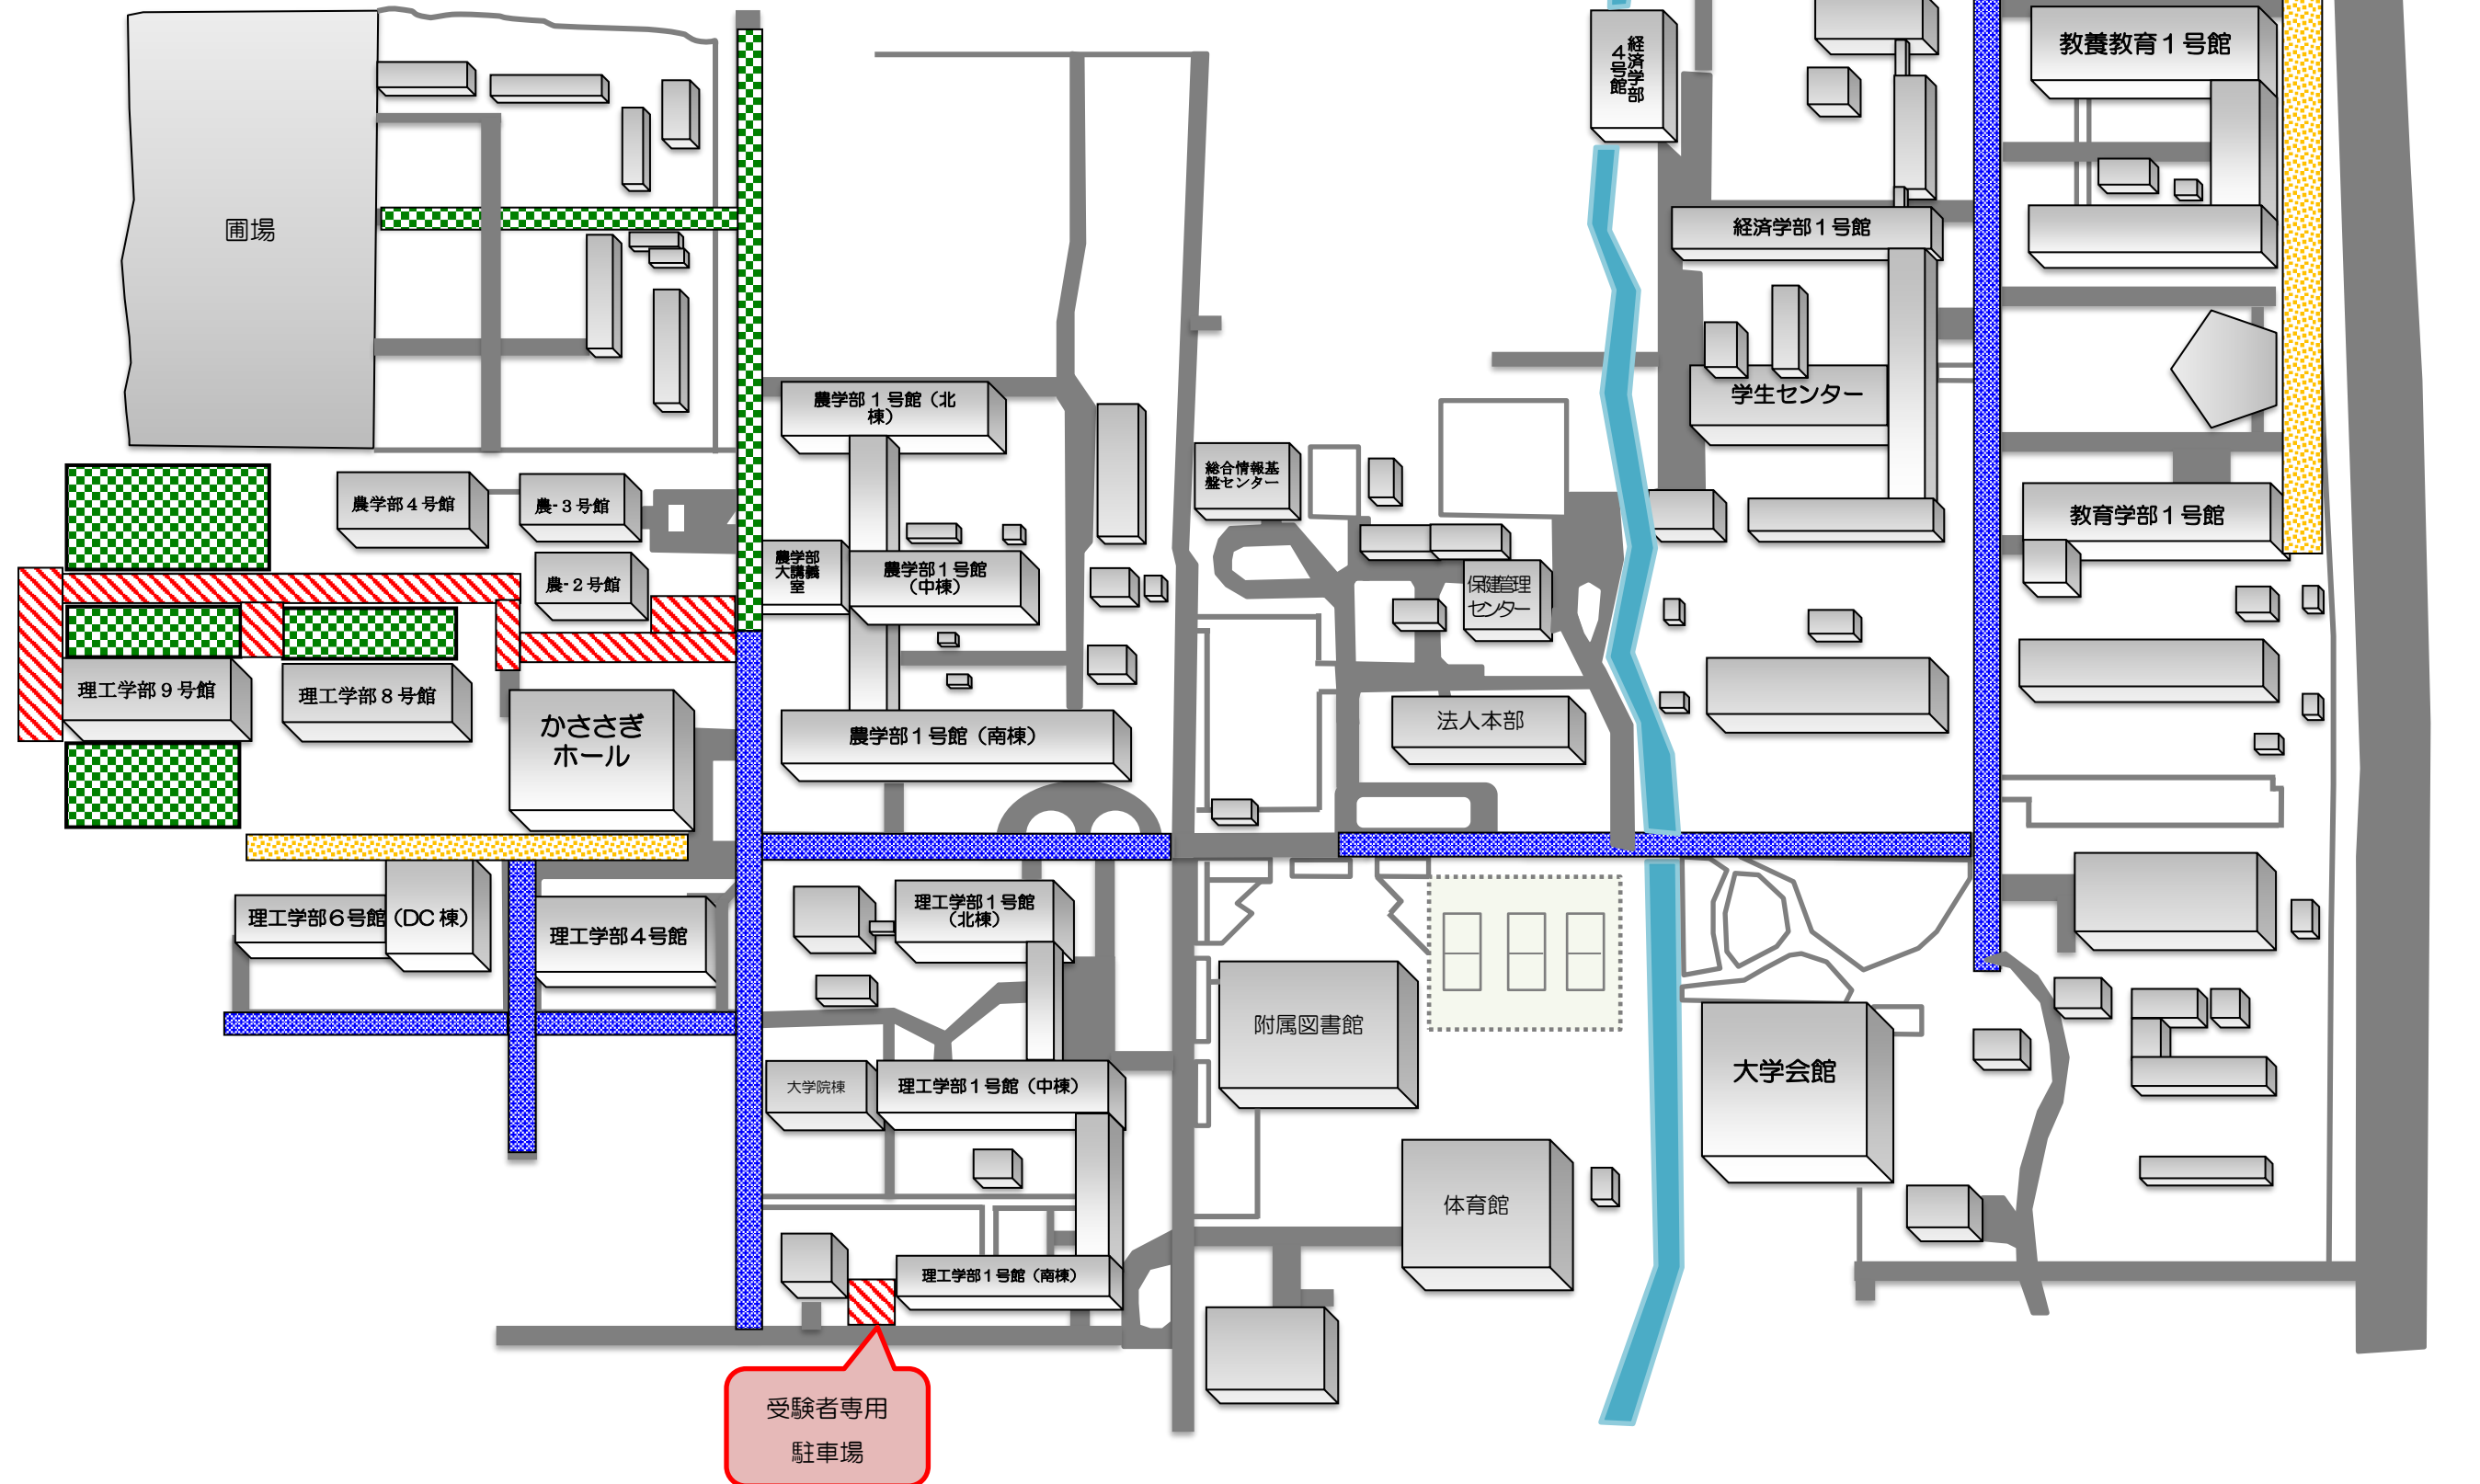 経済学部
4号館
教養教育1号館
圃場
経済学部1号館
農学部1号館(北
棟)
学生センター
総合情報基
盤センター
農学部4号館
農-3号館
教育学部1号館
農-2号館
農学部
大講義
室
農学部1号館
(中棟)
保健管理
センター
理工学部9号館
理工学部8号館
かささぎ
ホール
農学部1号館(南棟)
法人本部
理工学部6号館(DC棟)
理工学部4号館
理工学部1号館
(北棟)
附属図書館
大学会館
大学院棟
理工学部1号館(中棟)
体育館
理工学部1号館(南棟)
受験者専用
駐車場